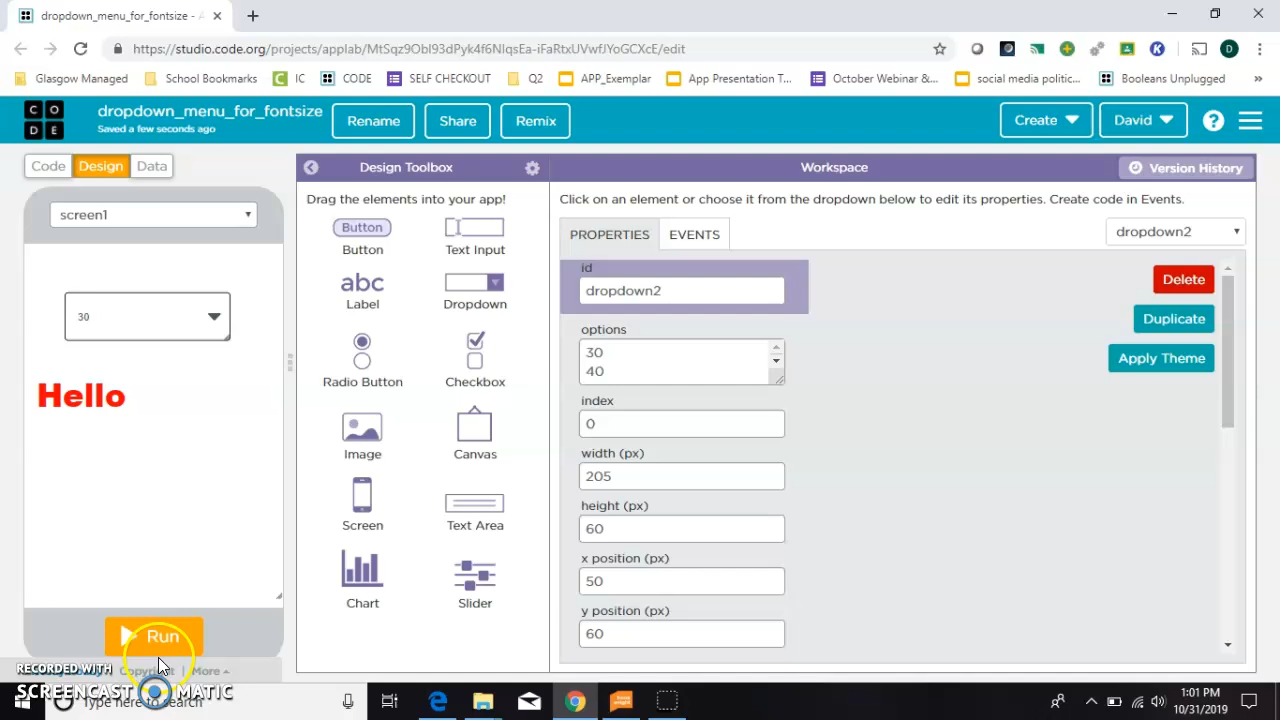 dropdown_menu_for_fontsize - A
https://studio.code.org/projects/applab/MtSqz9Obl93dPyk4f6NlqsEa-iFaRtxUVwfJYoGCXcE/edit
Glasgow Managed School Bookmarks IC CODE SELF CHECKOUT Q2 APP_Exemplar App Presentation T... October Webinar &... social media politic... Booleans Unplugged »
CODE
dropdown_menu_for_fontsize
Saved a few seconds ago
Rename Share Remix Create David ?
Code Design Data
Design Toolbox
Workspace
Version History
screen1
Drag the elements into your app!
Click on an element or choose it from the dropdown below to edit its properties. Create code in Events.
Button
Button
Text Input
abc
Label
Dropdown
Radio Button
Checkbox
Image
Canvas
Screen
Text Area
Chart
Slider
PROPERTIES EVENTS
dropdown2
id
dropdown2
Delete
Duplicate
Apply Theme
options
30
40
index
0
width (px)
205
height (px)
60
x position (px)
50
y position (px)
60
30
Hello
Run
Copyright | More
RECORDED WITH
SCREENCAST MATIC
Type here to search
1:01 PM
10/31/2019